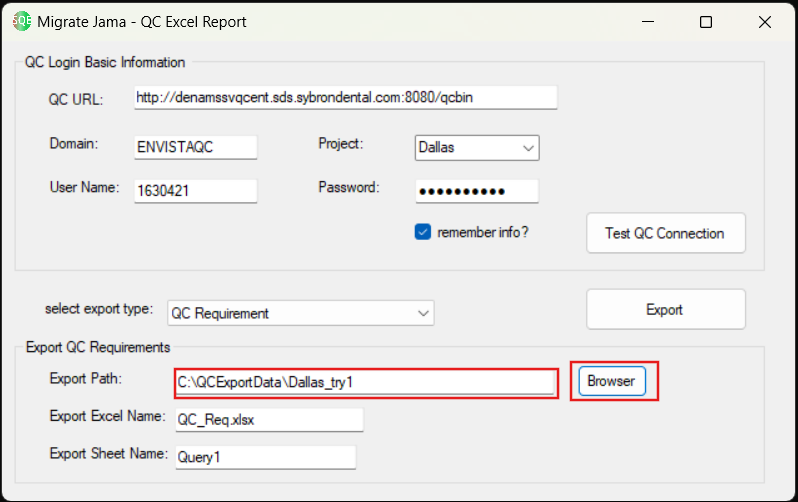 SQE Migrate Jama - QC Excel Report
QC Login Basic Information
QC URL: http://denamssvqcent.sds.sybrondental.com:8080/qcbin
Domain: ENVISTAQC Project: Dallas
User Name: 1630421 Password: ●●●●●●●●●●
remember info? Test QC Connection
select export type: QC Requirement Export
Export QC Requirements
Export Path: C:\QCExportData\Dallas_try1 Browser
Export Excel Name: QC_Req.xlsx
Export Sheet Name: Query1